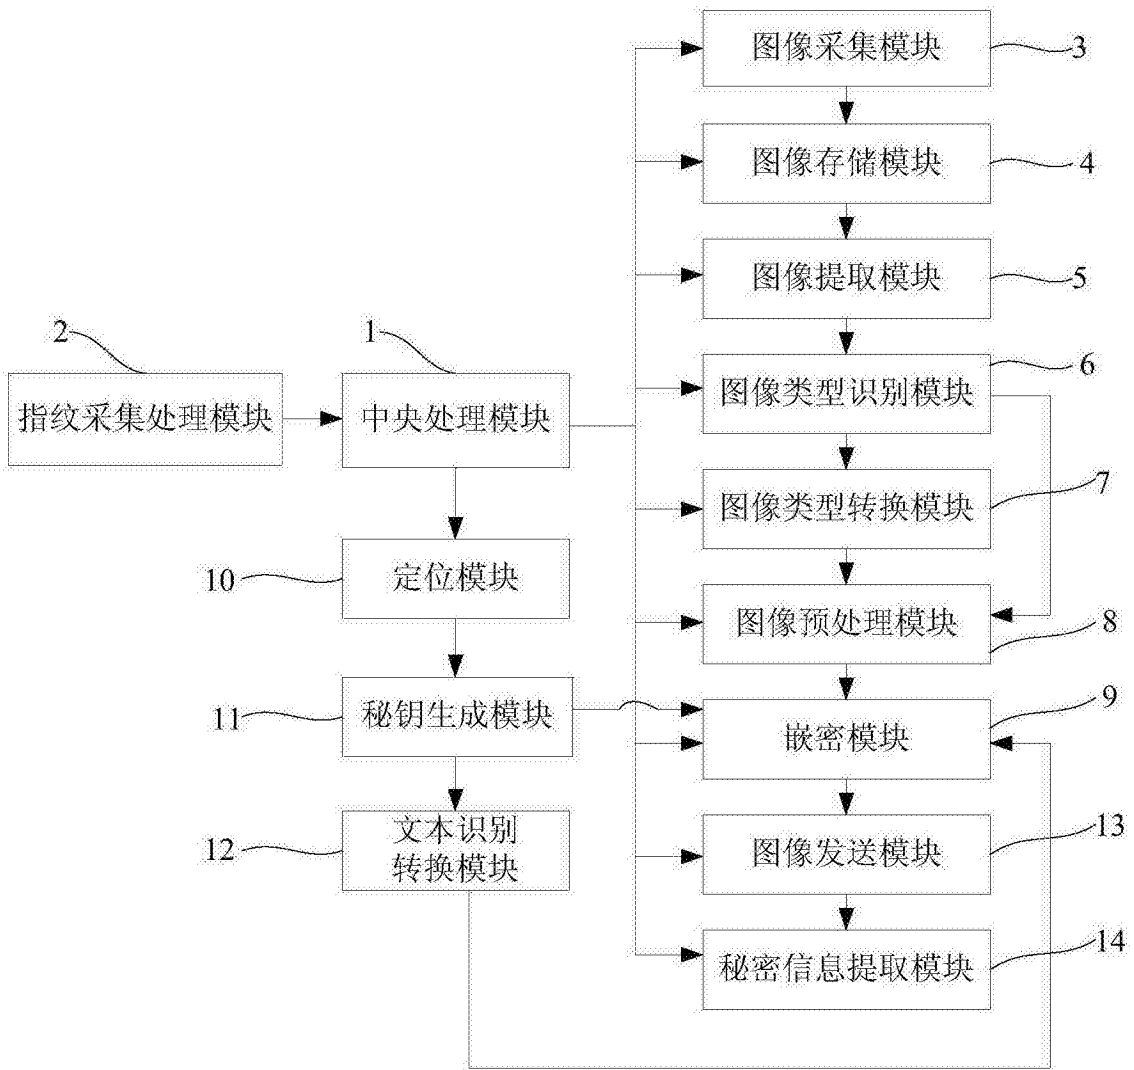 图像采集模块
3
图像存储模块
4
图像提取模块
5
2
1
图像类型识别模块
6
指纹采集处理模块
中央处理模块
图像类型转换模块
7
10
定位模块
图像预处理模块
8
11
秘钥生成模块
嵌密模块
9
12
文本识别
转换模块
图像发送模块
13
秘密信息提取模块
14